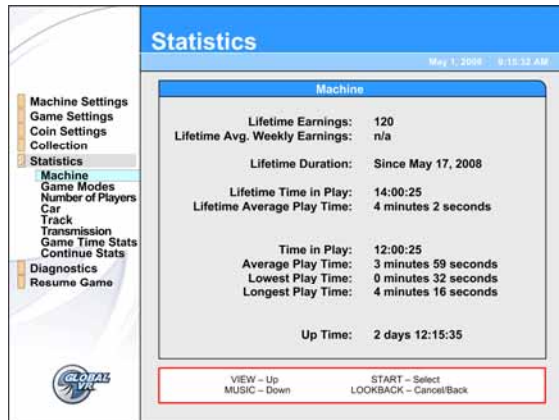 Statistics
May 1, 2008 9:15:32 AM
Machine Settings
Game Settings
Coin Settings
Collection
Statistics
Machine
Game Modes
Number of Players
Car
Track
Transmission
Game Time Stats
Continue Stats
Diagnostics
Resume Game
GLOBAL VR
Machine
Lifetime Earnings: 120
Lifetime Avg. Weekly Earnings: n/a
Lifetime Duration: Since May 17, 2008
Lifetime Time in Play: 14:00:25
Lifetime Average Play Time: 4 minutes 2 seconds
Time in Play: 12:00:25
Average Play Time: 3 minutes 59 seconds
Lowest Play Time: 0 minutes 32 seconds
Longest Play Time: 4 minutes 16 seconds
Up Time: 2 days 12:15:35
VIEW – Up START – Select
MUSIC – Down LOOKBACK – Cancel/Back